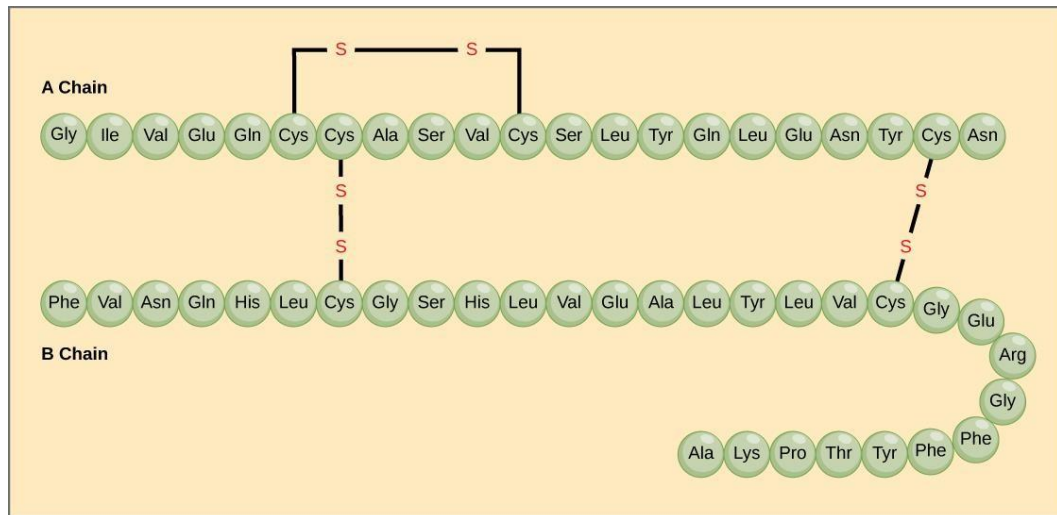 S S
A Chain
Gly Ile Val Glu Gln Cys Cys Ala Ser Val Cys Ser Leu Tyr Gln Leu Glu Asn Tyr Cys Asn
S S
S S
Phe Val Asn Gln His Leu Cys Gly Ser His Leu Val Glu Ala Leu Tyr Leu Val Cys Gly Glu
B Chain
Arg
Gly
Ala Lys Pro Thr Tyr Phe Phe